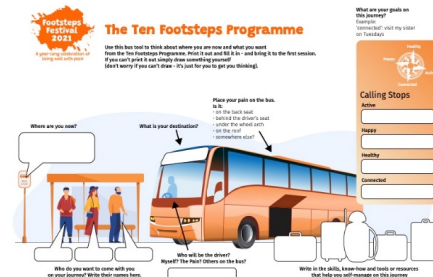 Footsteps
Festival
2021
A year-long celebration of
living well with pain
The Ten Footsteps Programme
Use this bus tool to think about where you are now and what you want
from the Ten Footsteps Programme. Print it out and fill it in - and bring it to the first session.
If you can't print it out simply draw something yourself
(don't worry if you can't draw - it's just for you to get you thinking).
What are your goals on
this journey?
Example:
'connected' visit my sister
on Tuesdays
Healthy
Happy
Active
Connected
Calling Stops
Active
Happy
Healthy
Connected
Where are you now?
What is your destination?
Place your pain on the bus.
Is it:
- on the back seat
- behind the driver's seat
- under the wheel arch
- on the roof
- somewhere else?
Who will be the driver?
Myself? The Pain? Others on the bus?
Who do you want to come with you
on your journey? Write their names here.
Write in the skills, know-how and tools or resources
that help you self-manage on this journey